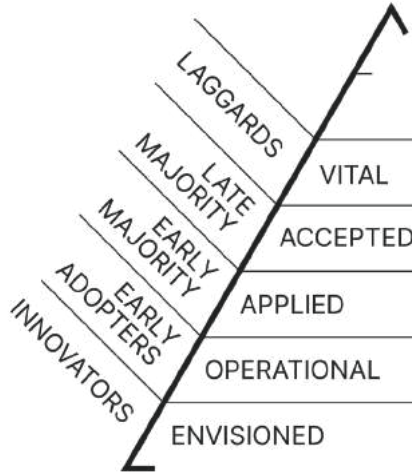 LAGGARDS
VITAL
LATE
MAJORITY
ACCEPTED
EARLY
MAJORITY
APPLIED
EARLY
ADOPTERS
OPERATIONAL
INNOVATORS
ENVISIONED